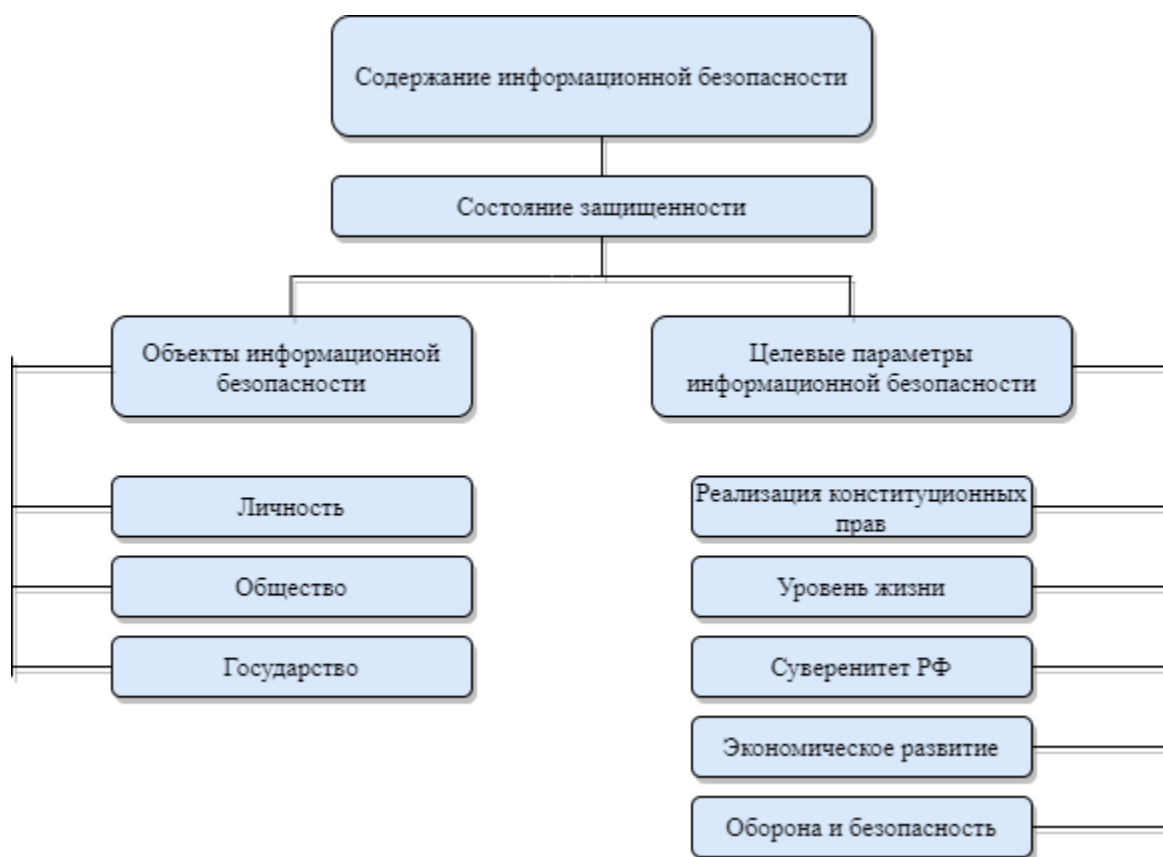 Содержание информационной безопасности
Состояние защищенности
Объекты информационной
безопасности
Целевые параметры
информационной безопасности
Личность
Общество
Государство
Реализация конституционных
прав
Уровень жизни
Суверенитет РФ
Экономическое развитие
Оборона и безопасность